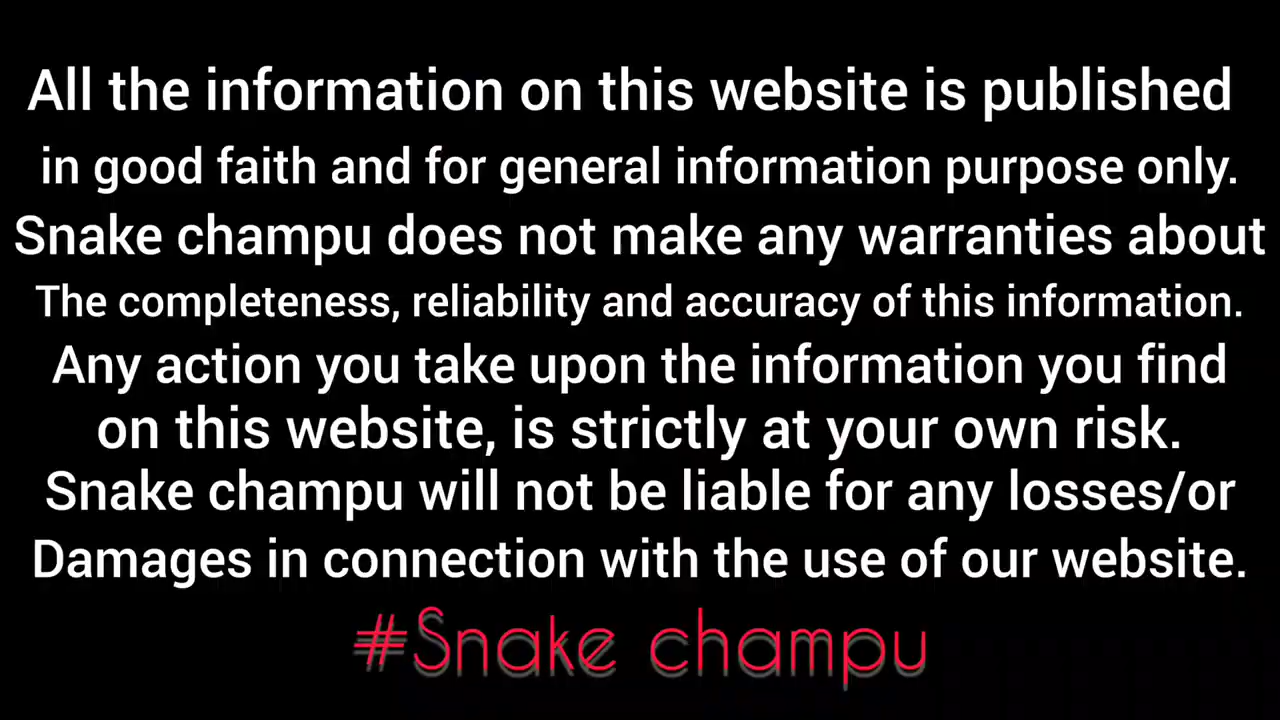 All the information on this website is published
in good faith and for general information purpose only.
Snake champu does not make any warranties about
The completeness, reliability and accuracy of this information.
Any action you take upon the information you find
on this website, is strictly at your own risk.
Snake champu will not be liable for any losses/or
Damages in connection with the use of our website.
#Snake champu